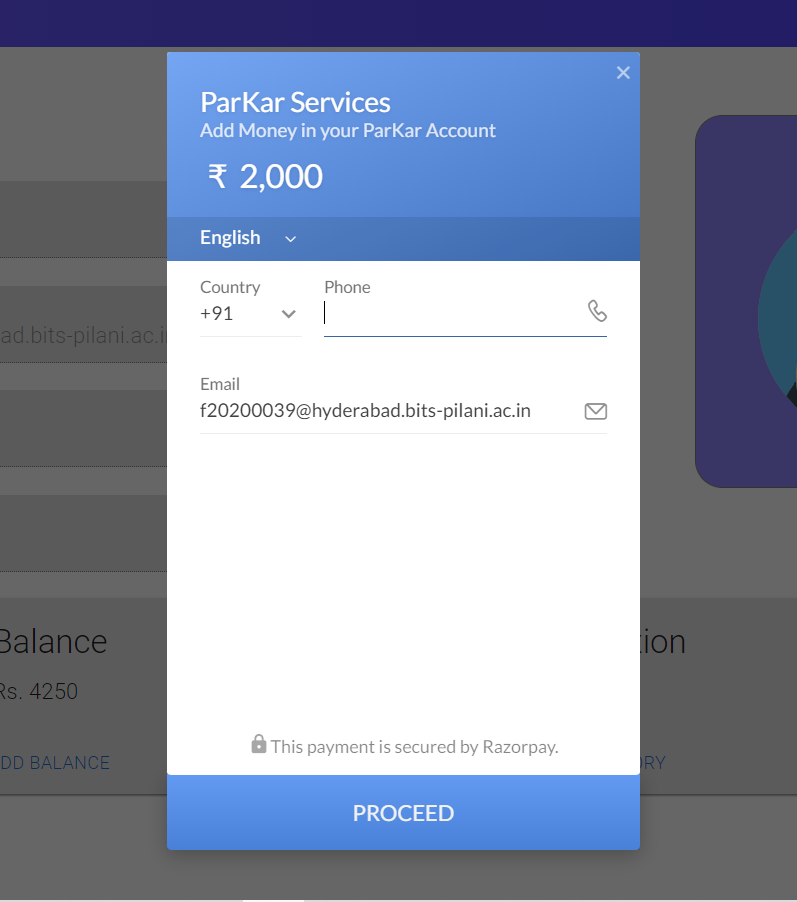 ParKar Services
Add Money in your ParKar Account
₹ 2,000
English
Country
+91
Phone
Email
f20200039@hyderabad.bits-pilani.ac.in
ad.bits-pilani.ac.i
Balance
Rs. 4250
DD BALANCE
tion
ORY
This payment is secured by Razorpay.
PROCEED